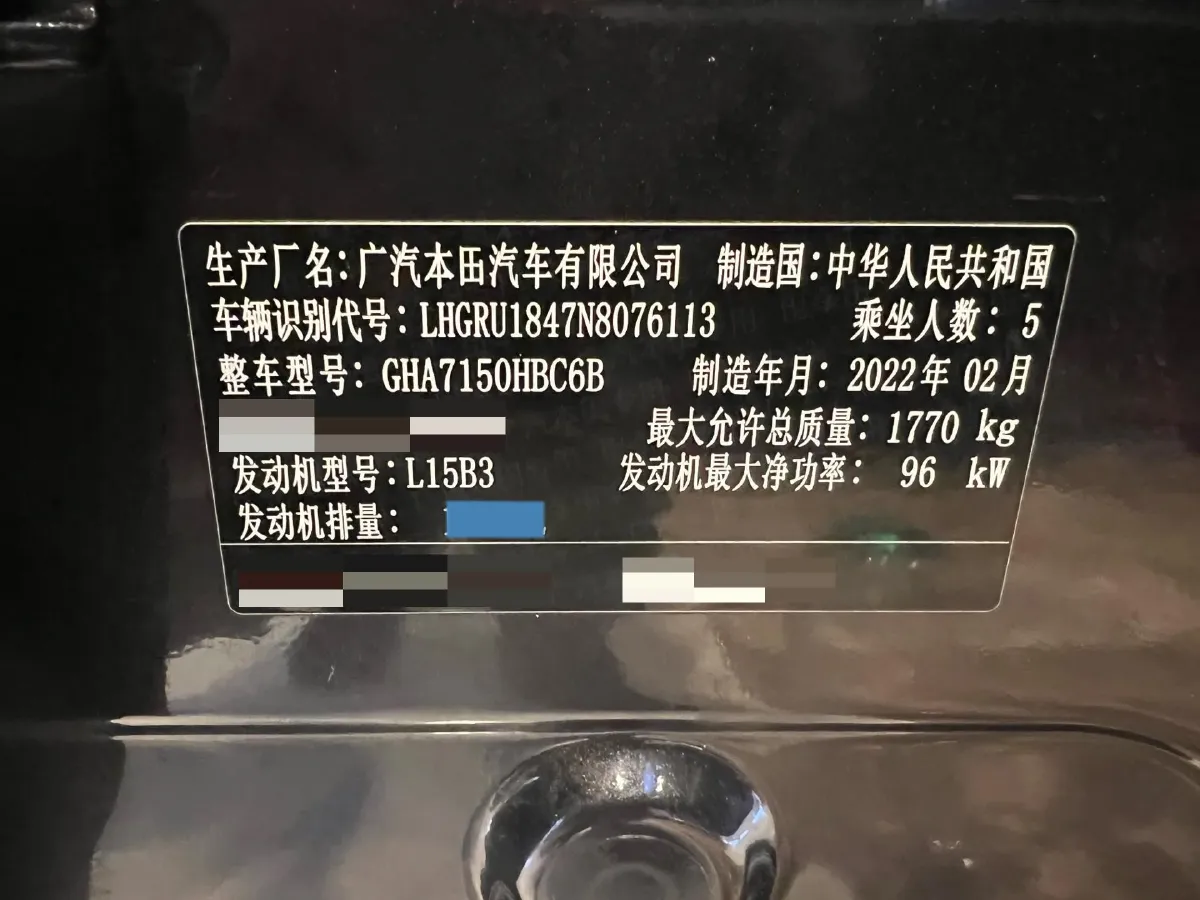 生产厂名：广汽本田汽车有限公司 制造国：中华人民共和国
车辆识别代号：LHGRU1847N8076113 乘坐人数：5
整车型号：GHA7150HBC6B 制造年月：2022年02月
最大允许总质量：1770 kg
发动机型号：L15B3 发动机最大净功率：96 kW
发动机排量：